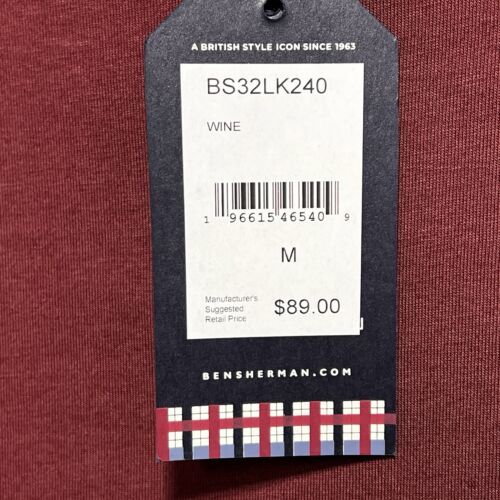 A BRITISH STYLE ICON SINCE 1963
BS32LK240
WINE
1 96615 46540 9
M
Manufacturer's
Suggested
Retail Price
$89.00
BENSHERMAN.COM